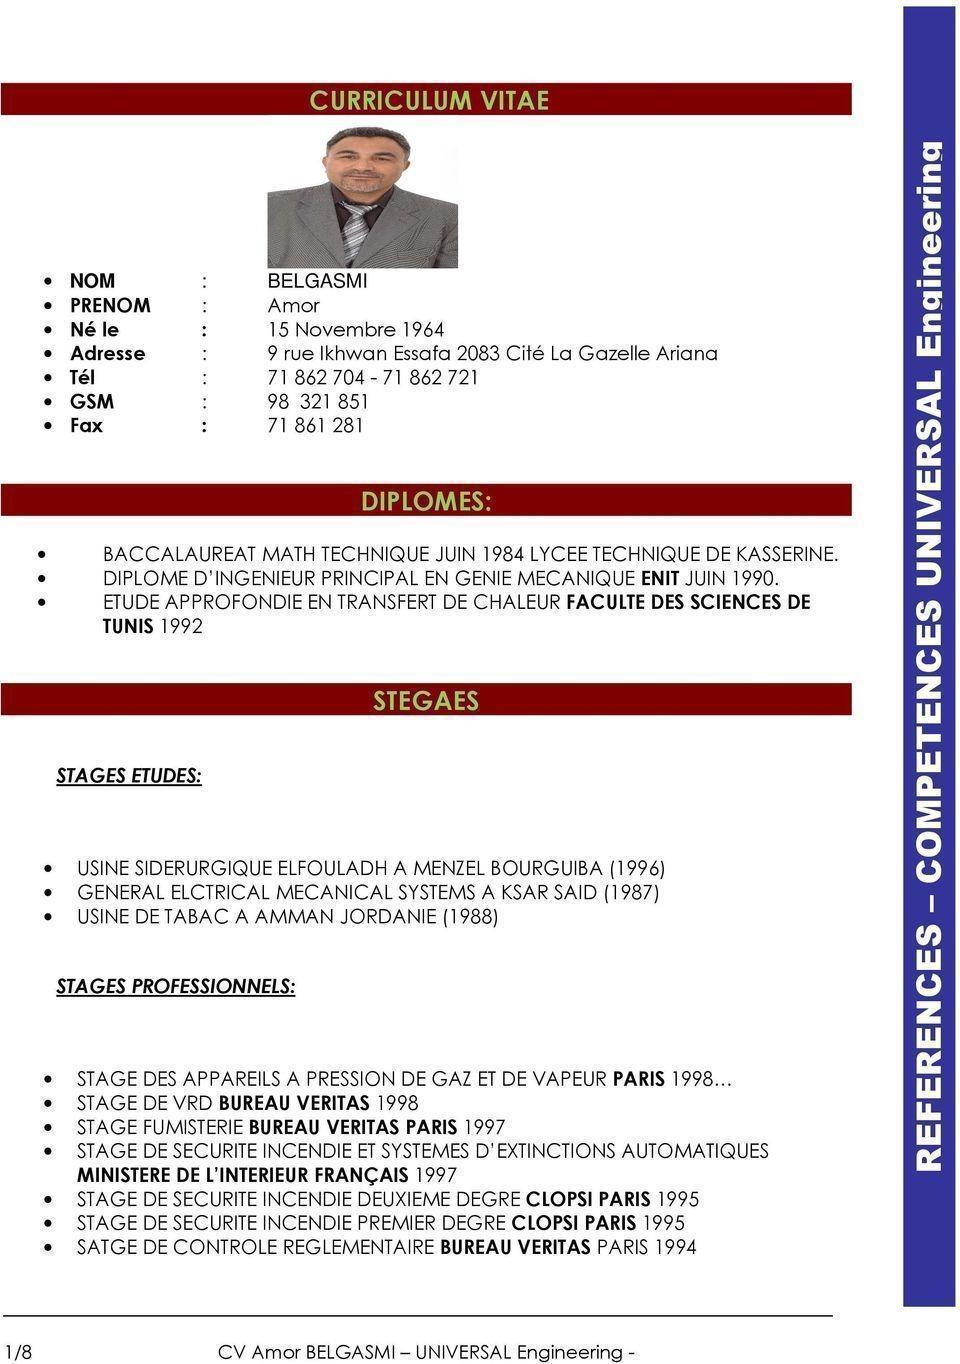 CURRICULUM VITAE
• NOM : BELGASMI
• PRENOM : Amor
• Né le : 15 Novembre 1964
• Adresse : 9 rue Ikhwan Essafa 2083 Cité La Gazelle Ariana
• Tél : 71 862 704 - 71 862 721
• GSM : 98 321 851
• Fax : 71 861 281
DIPLOMES:
• BACCALAUREAT MATH TECHNIQUE JUIN 1984 LYCEE TECHNIQUE DE KASSERINE.
• DIPLOME D’INGENIEUR PRINCIPAL EN GENIE MECANIQUE ENIT JUIN 1990.
• ETUDE APPROFONDIE EN TRANSFERT DE CHALEUR FACULTE DES SCIENCES DE
TUNIS 1992
STEGAES
STAGES ETUDES:
• USINE SIDERURGIQUE ELFOULADH A MENZEL BOURGUIBA (1996)
• GENERAL ELCTRICAL MECANICAL SYSTEMS A KSAR SAID (1987)
• USINE DE TABAC A AMMAN JORDANIE (1988)
STAGES PROFESSIONNELS:
• STAGE DES APPAREILS A PRESSION DE GAZ ET DE VAPEUR PARIS 1998…
• STAGE DE VRD BUREAU VERITAS 1998
• STAGE FUMISTERIE BUREAU VERITAS PARIS 1997
• STAGE DE SECURITE INCENDIE ET SYSTEMES D’EXTINCTIONS AUTOMATIQUES
MINISTERE DE L’INTERIEUR FRANÇAIS 1997
• STAGE DE SECURITE INCENDIE DEUXIEME DEGRE CLOPSI PARIS 1995
• STAGE DE SECURITE INCENDIE PREMIER DEGRE CLOPSI PARIS 1995
• SATGE DE CONTROLE REGLEMENTAIRE BUREAU VERITAS PARIS 1994
1/8 CV Amor BELGASMI – UNIVERSAL Engineering -
REFERENCES – COMPETENCES UNIVERSAL Engineering